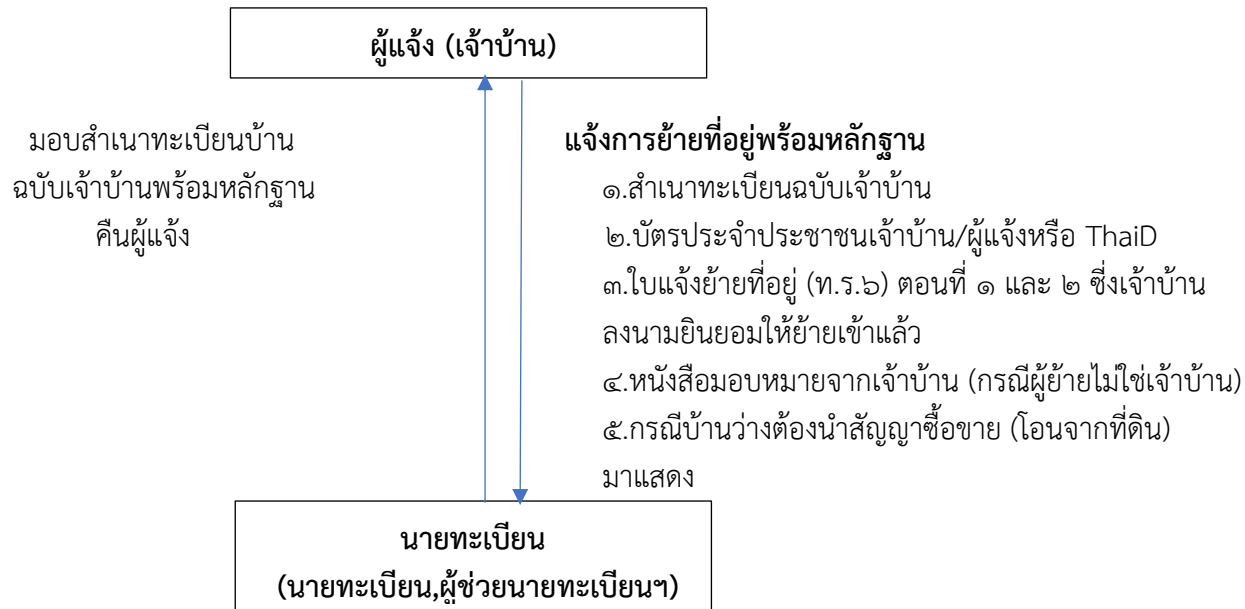 ผู้แจ้ง (เจ้าบ้าน)
มอบสำเนาทะเบียนบ้าน
ฉบับเจ้าบ้านพร้อมหลักฐาน
คืนผู้แจ้ง
แจ้งการย้ายที่อยู่พร้อมหลักฐาน
๑.สำเนาทะเบียนฉบับเจ้าบ้าน
๒.บัตรประจำประชาชนเจ้าบ้าน/ผู้แจ้งหรือ ThaiD
๓.ใบแจ้งย้ายที่อยู่ (ท.ร.๖) ตอนที่ ๑ และ ๒ ซึ่งเจ้าบ้าน
ลงนามยินยอมให้ย้ายเข้าแล้ว
๔.หนังสือมอบหมายจากเจ้าบ้าน (กรณีผู้ย้ายไม่ใช่เจ้าบ้าน)
๕.กรณีบ้านว่างต้องนำสัญญาซื้อขาย (โอนจากที่ดิน)
มาแสดง
นายทะเบียน
(นายทะเบียน,ผู้ช่วยนายทะเบียนฯ)